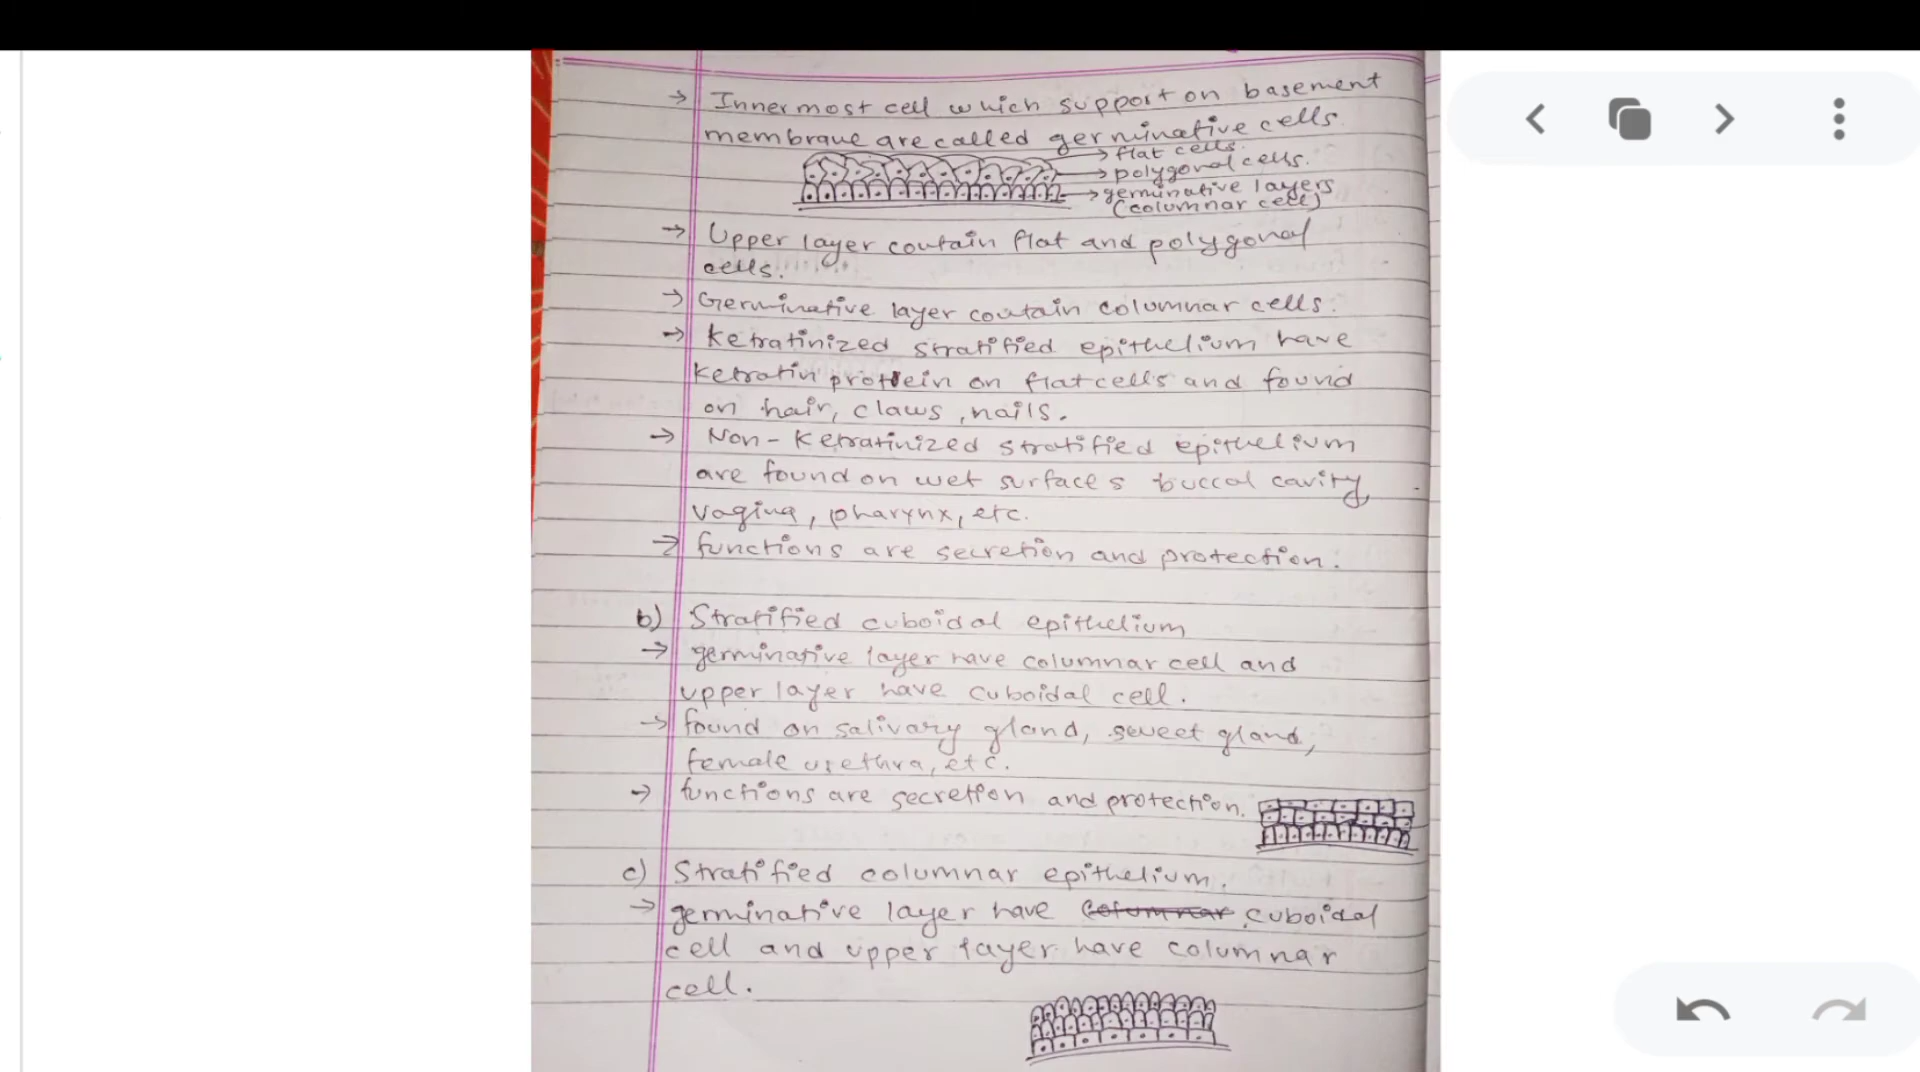 → Innermost cell which support on basement
membrane are called germinative cells.
→ flat cells.
→ polygonal cells.
→ germinative layers
(columnar cell)
→ Upper layer contain flat and polygonal
cells.
→ Germinative layer contain columnar cells.
→ Ketratinized stratified epithelium have
Ketratin protein on flat cells and found
on hair, claws, nails.
→ Non-Ketratinized stratified epithelium
are found on wet surfaces buccal cavity,
vagina, pharynx, etc.
→ functions are secretion and protection.
b) Stratified cuboidal epithelium
→ germinative layer have columnar cell and
upper layer have cuboidal cell.
→ found on salivary gland, sweet gland,
female urethra, etc.
→ functions are secretion and protection.
c) Stratified columnar epithelium.
→ germinative layer have columnar cuboidal
cell and upper layer have columnar
cell.